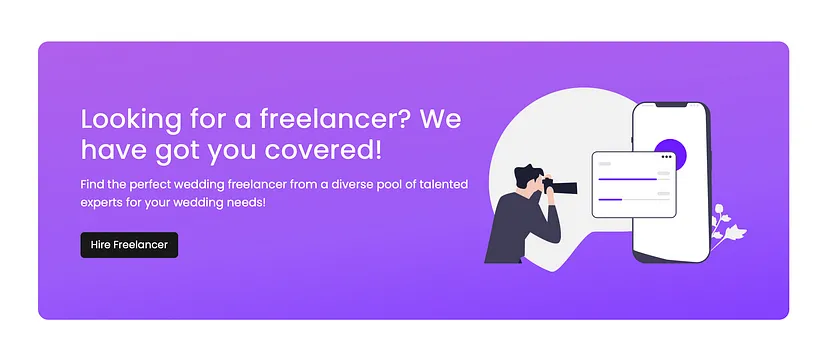 Looking for a freelancer? We
have got you covered!
Find the perfect wedding freelancer from a diverse pool of talented
experts for your wedding needs!
Hire Freelancer